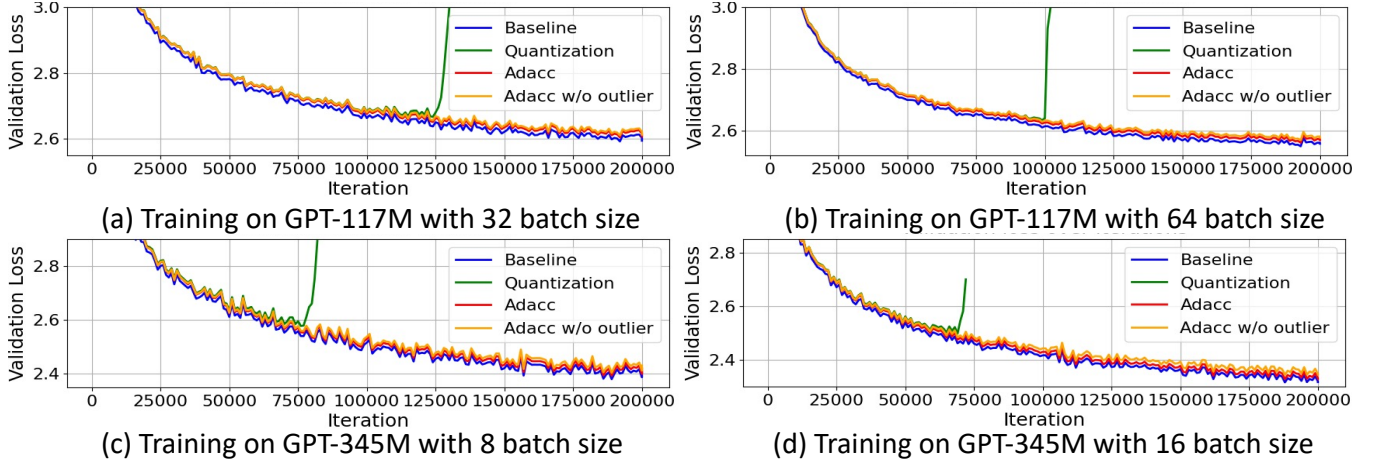 3.0
2.8
2.6
Validation Loss
Baseline
Quantization
Adacc
Adacc w/o outlier
0 25000 50000 75000 100000 125000 150000 175000 200000
Iteration
(a) Training on GPT-117M with 32 batch size
3.0
2.8
2.6
Validation Loss
Baseline
Quantization
Adacc
Adacc w/o outlier
0 25000 50000 75000 100000 125000 150000 175000 200000
Iteration
(b) Training on GPT-117M with 64 batch size
2.8
2.6
2.4
Validation Loss
Baseline
Quantization
Adacc
Adacc w/o outlier
0 25000 50000 75000 100000 125000 150000 175000 200000
Iteration
(c) Training on GPT-345M with 8 batch size
2.8
2.6
2.4
Validation Loss
Baseline
Quantization
Adacc
Adacc w/o outlier
0 25000 50000 75000 100000 125000 150000 175000 200000
Iteration
(d) Training on GPT-345M with 16 batch size